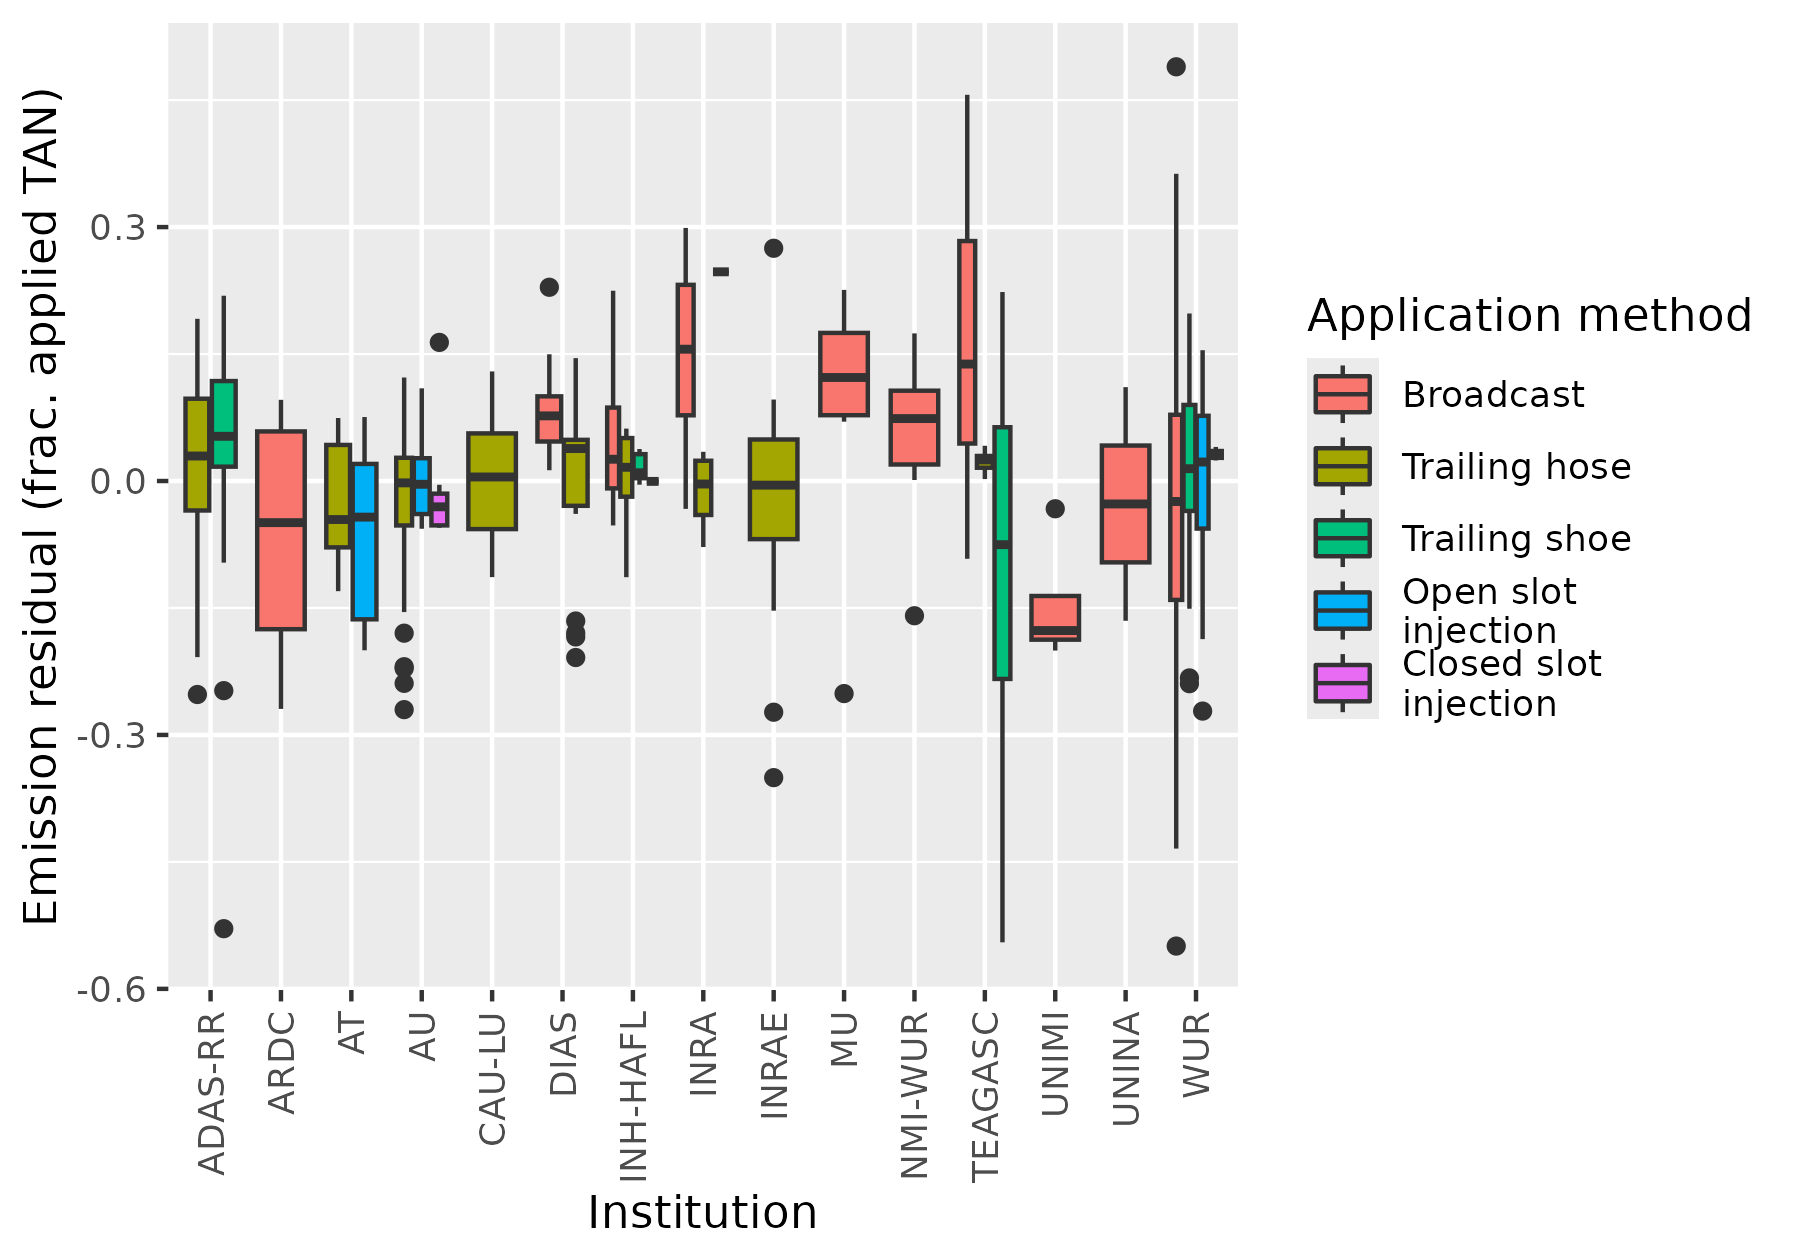 Emission residual (frac. applied TAN)
0.3
0.0
-0.3
-0.6
ADAS-RR
ARDC
AT
AU
CAU-LU
DIAS
INH-HAFL
INRA
INRAE
MU
NMI-WUR
TEAGASC
UNIMI
UNINA
WUR
Institution
Application method
Broadcast
Trailing hose
Trailing shoe
Open slot
injection
Closed slot
injection